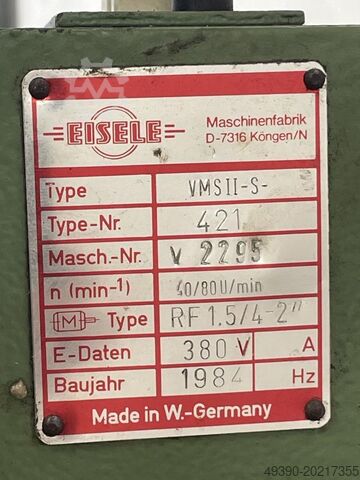 EISELE
Maschinenfabrik
D-7316 Köngen/N
Type VMSII-S-
Type-Nr. 421
Masch.-Nr. V 2295
n (min-1) 40/80U/min
M Type RF 1.5/4-2"
E-Daten 380 V A
Baujahr 1984 Hz
Made in W.-Germany
49390-20217355